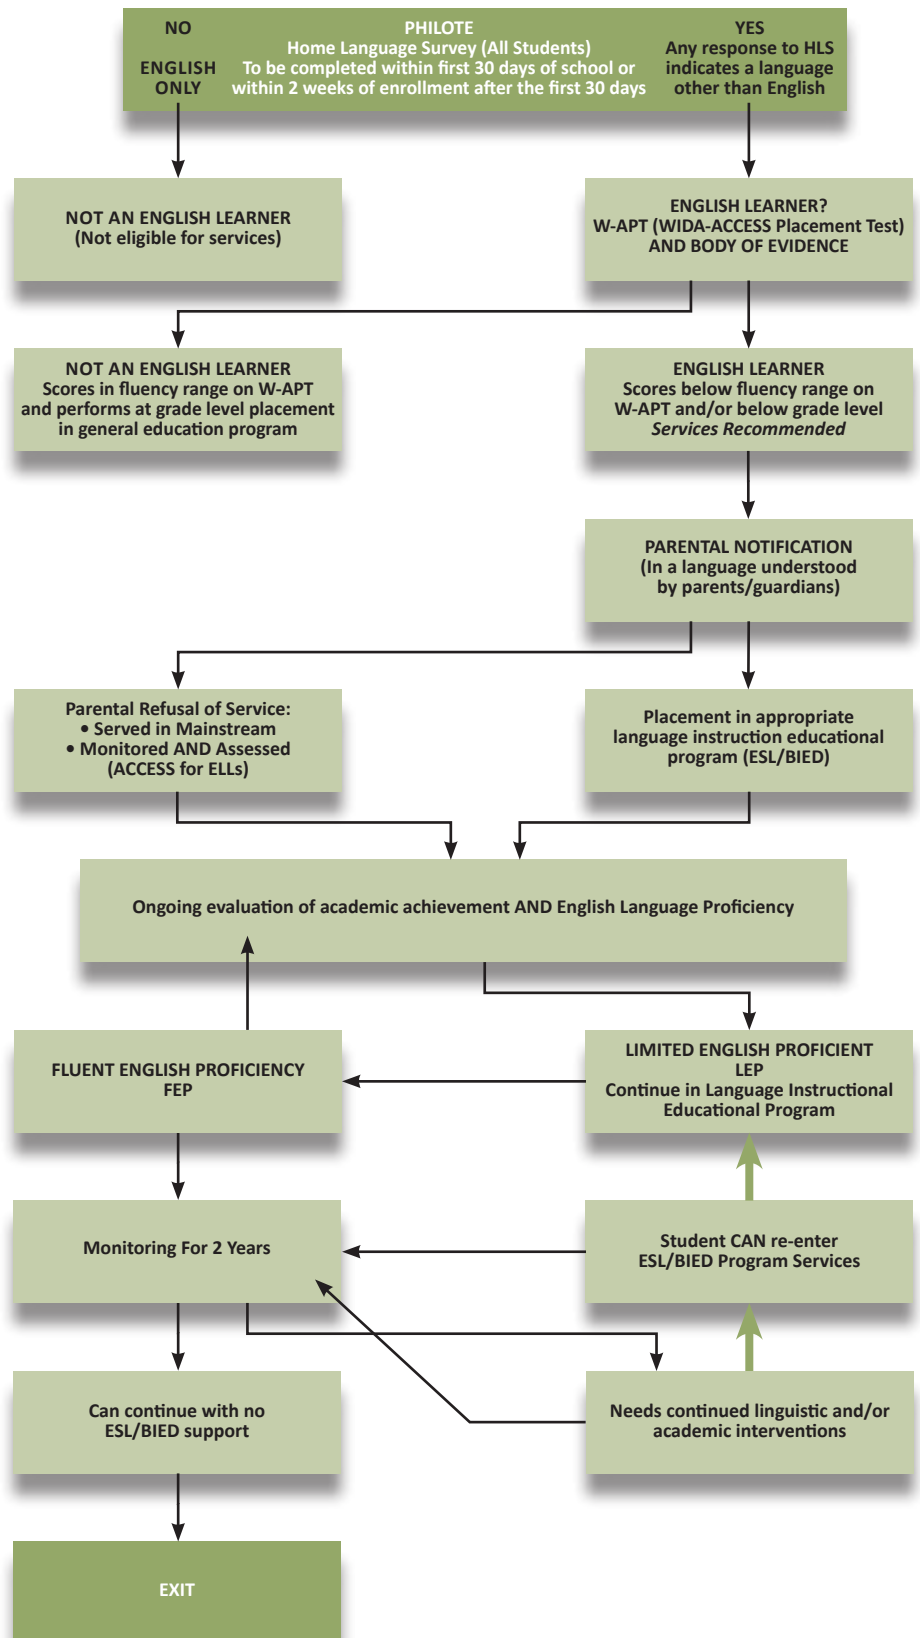 NO
ENGLISH
ONLY
PHILOTE
Home Language Survey (All Students)
To be completed within first 30 days of school or
within 2 weeks of enrollment after the first 30 days
YES
Any response to HLS
indicates a language
other than English
NOT AN ENGLISH LEARNER
(Not eligible for services)
ENGLISH LEARNER?
W-APT (WIDA-ACCESS Placement Test)
AND BODY OF EVIDENCE
NOT AN ENGLISH LEARNER
Scores in fluency range on W-APT
and performs at grade level placement
in general education program
ENGLISH LEARNER
Scores below fluency range on
W-APT and/or below grade level
Services Recommended
PARENTAL NOTIFICATION
(In a language understood
by parents/guardians)
Parental Refusal of Service:
• Served in Mainstream
• Monitored AND Assessed
(ACCESS for ELLs)
Placement in appropriate
language instruction educational
program (ESL/BIED)
Ongoing evaluation of academic achievement AND English Language Proficiency
FLUENT ENGLISH PROFICIENCY
FEP
LIMITED ENGLISH PROFICIENT
LEP
Continue in Language Instructional
Educational Program
Monitoring For 2 Years
Student CAN re-enter
ESL/BIED Program Services
Can continue with no
ESL/BIED support
Needs continued linguistic and/or
academic interventions
EXIT